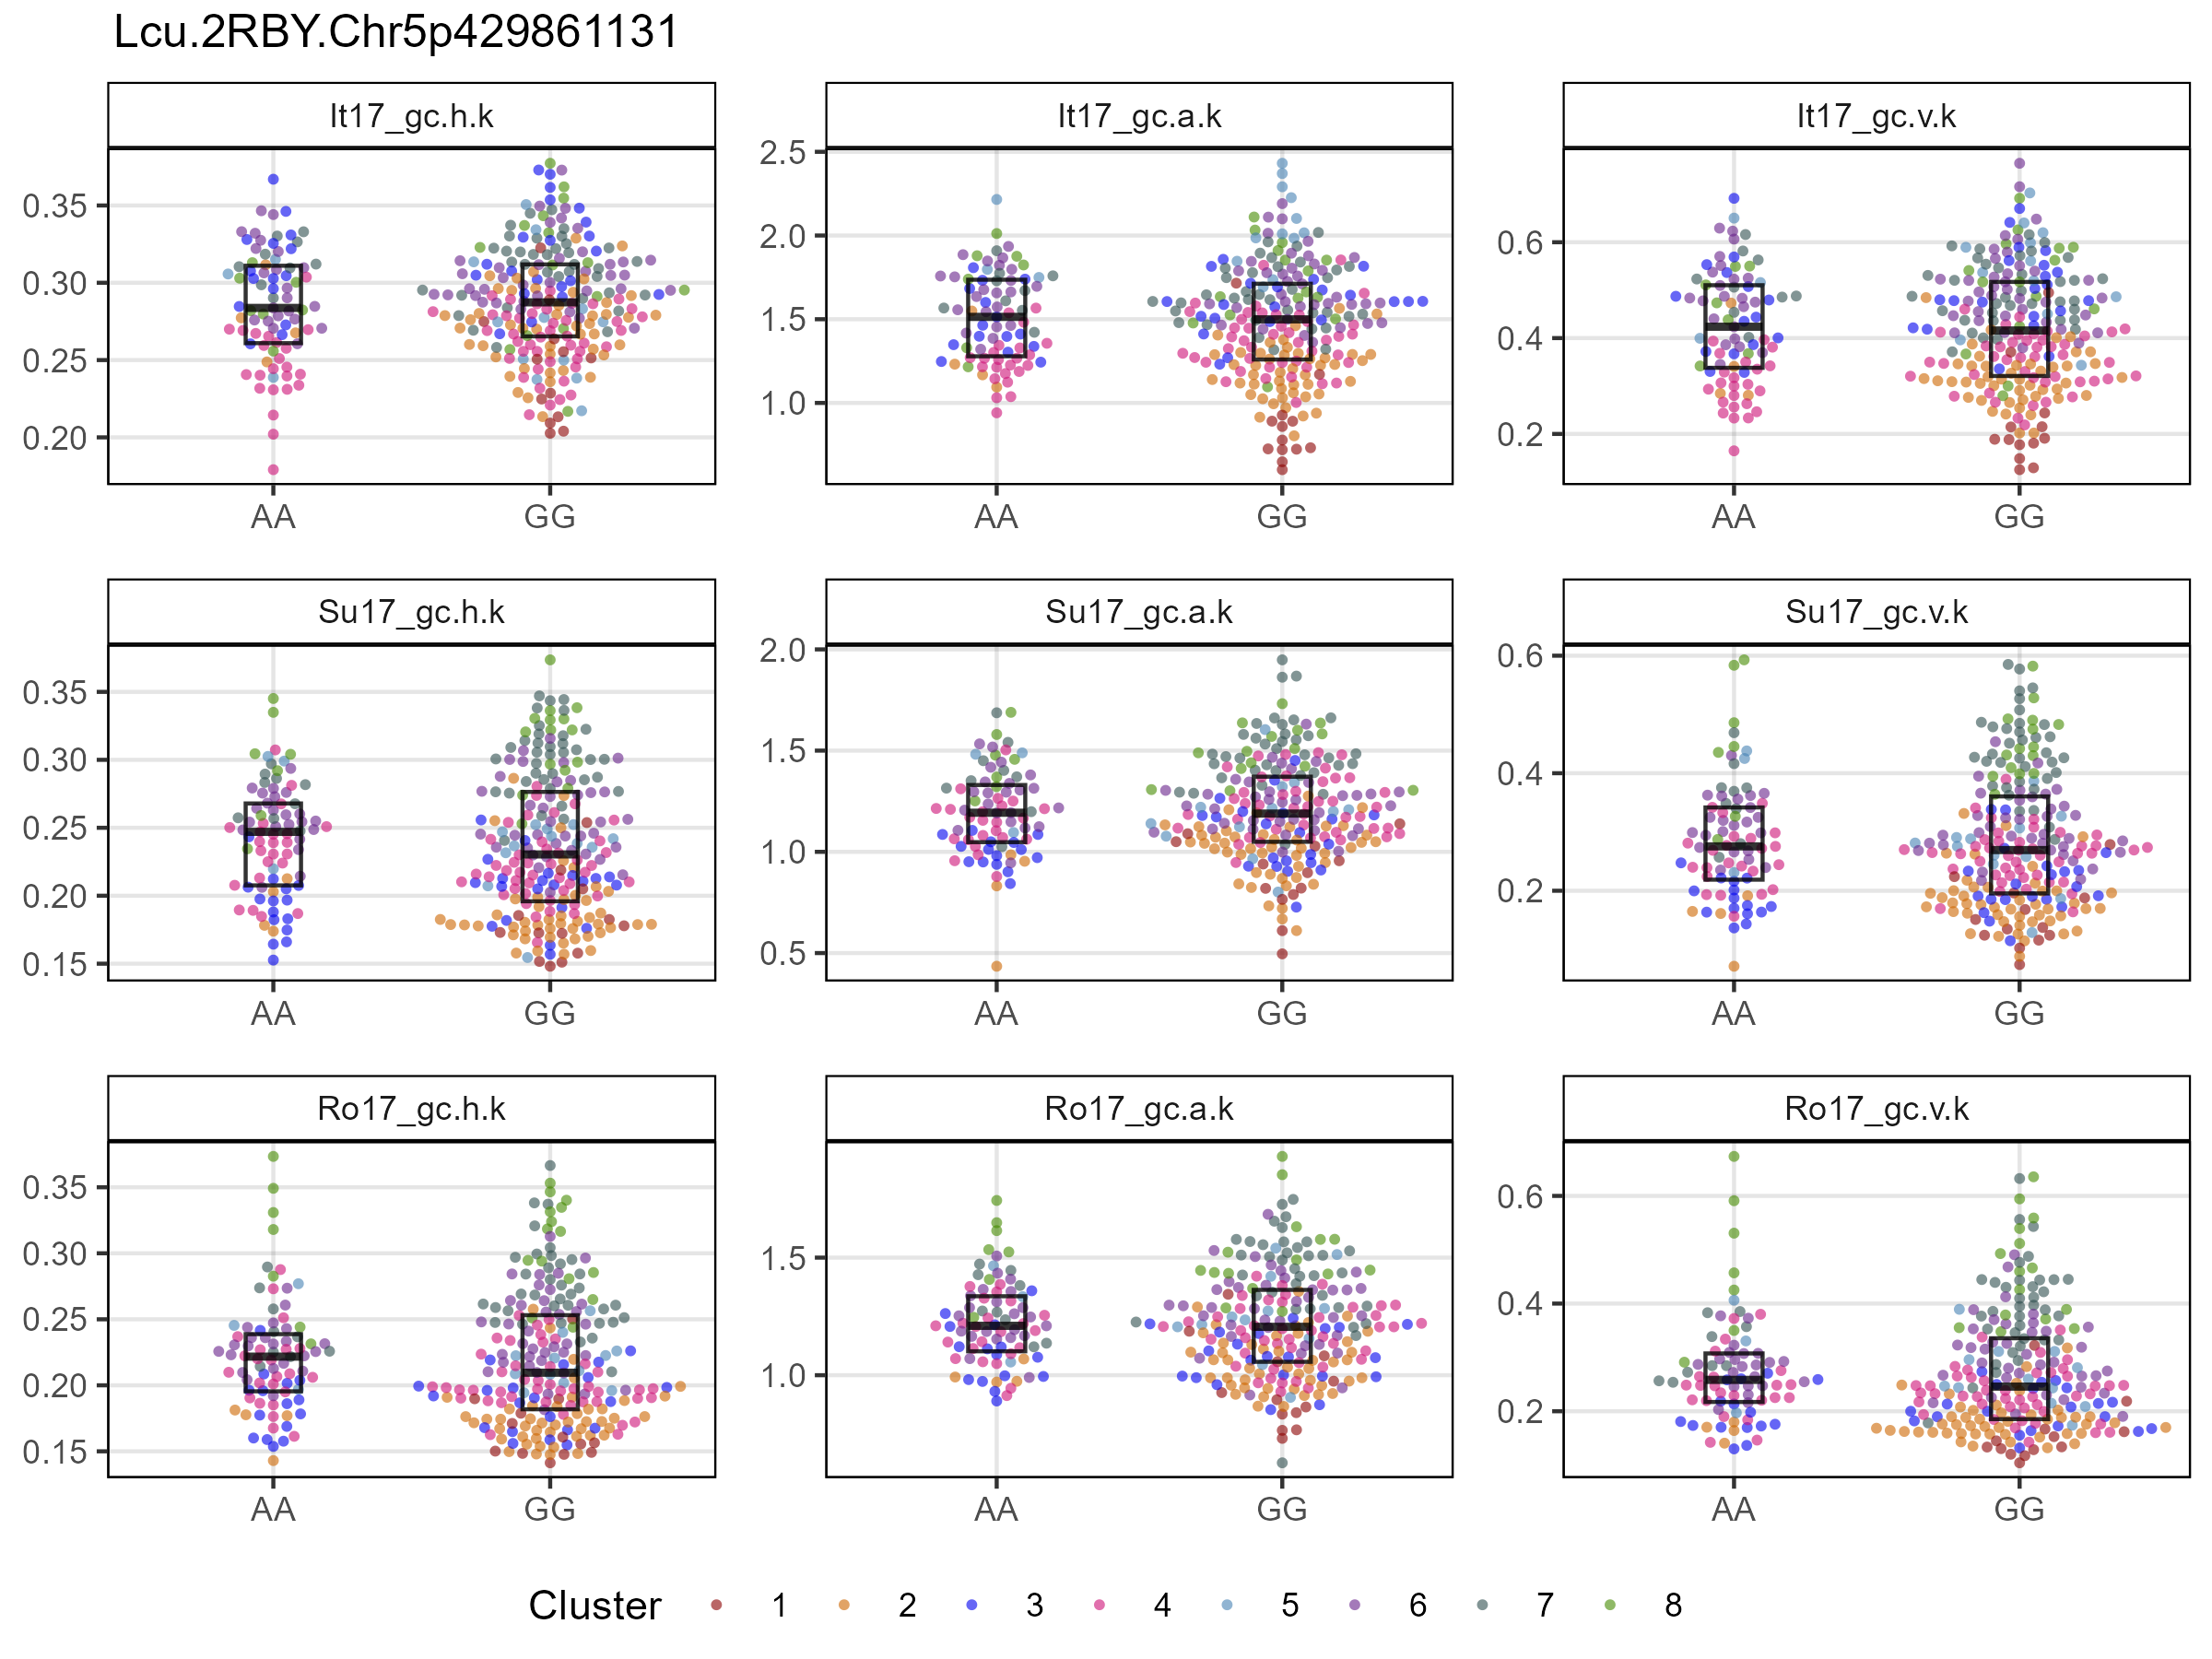 Lcu.2RBY.Chr5p429861131
It17_gc.h.k
It17_gc.a.k
It17_gc.v.k
0.35
0.30
0.25
0.20
2.5
2.0
1.5
1.0
0.6
0.4
0.2
AA
GG
AA
GG
AA
GG
Su17_gc.h.k
Su17_gc.a.k
Su17_gc.v.k
0.35
0.30
0.25
0.20
0.15
2.0
1.5
1.0
0.5
0.6
0.4
0.2
AA
GG
AA
GG
AA
GG
Ro17_gc.h.k
Ro17_gc.a.k
Ro17_gc.v.k
0.35
0.30
0.25
0.20
0.15
1.5
1.0
0.6
0.4
0.2
AA
GG
AA
GG
AA
GG
Cluster 1 2 3 4 5 6 7 8